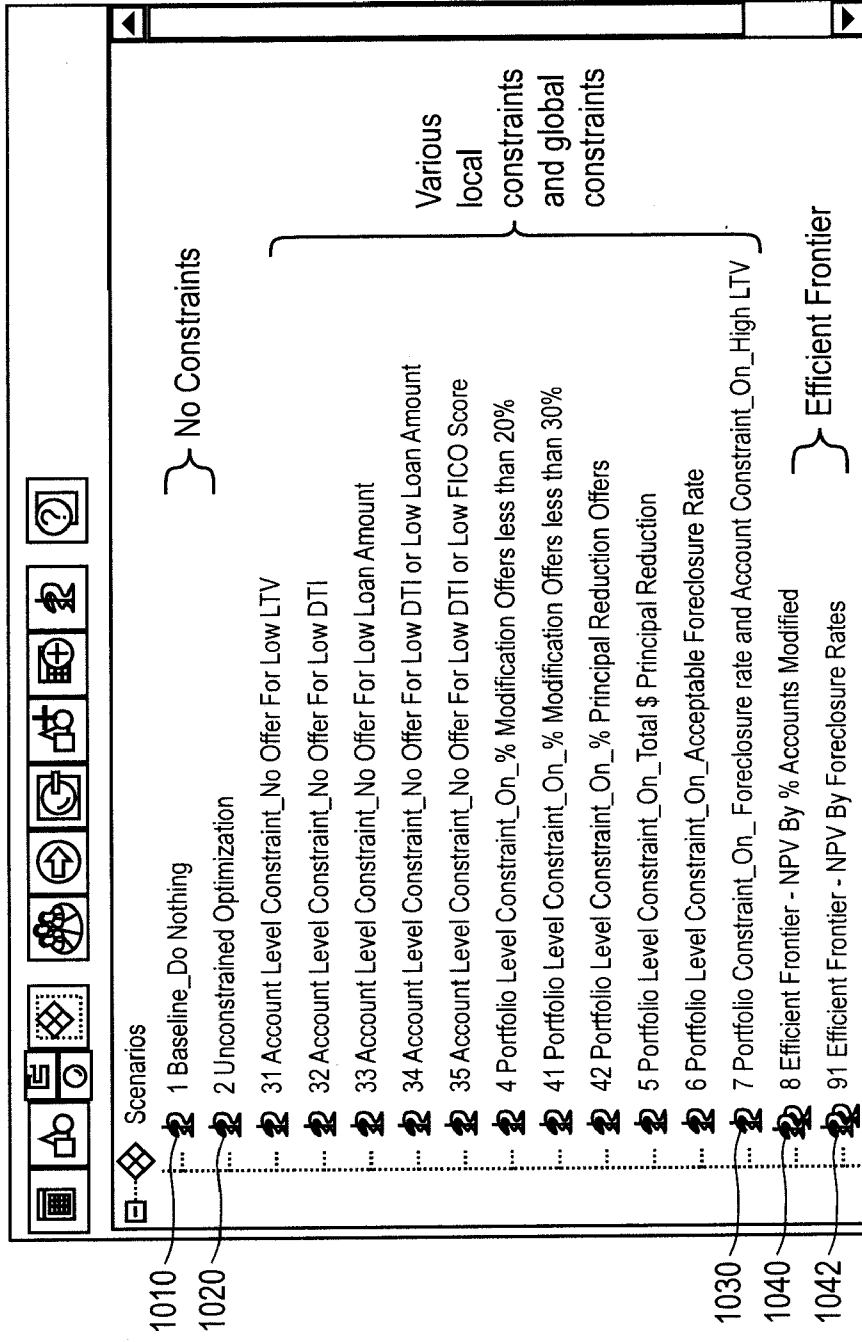 Scenarios
1010
1 Baseline_Do Nothing
1020
2 Unconstrained Optimization
No Constraints
31 Account Level Constraint_No Offer For Low LTV
32 Account Level Constraint_No Offer For Low DTI
33 Account Level Constraint_No Offer For Low Loan Amount
34 Account Level Constraint_No Offer For Low DTI or Low Loan Amount
35 Account Level Constraint_No Offer For Low DTI or Low FICO Score
4 Portfolio Level Constraint_On_% Modification Offers less than 20%
41 Portfolio Level Constraint_On_% Modification Offers less than 30%
42 Portfolio Level Constraint_On_% Principal Reduction Offers
5 Portfolio Level Constraint_On_Total $ Principal Reduction
6 Portfolio Level Constraint_On_Acceptable Foreclosure Rate
1030
7 Portfolio Constraint_On_ Foreclosure rate and Account Constraint_On_High LTV
Various
local
constraints
and global
constraints
1040
8 Efficient Frontier - NPV By % Accounts Modified
1042
91 Efficient Frontier - NPV By Foreclosure Rates
Efficient Frontier